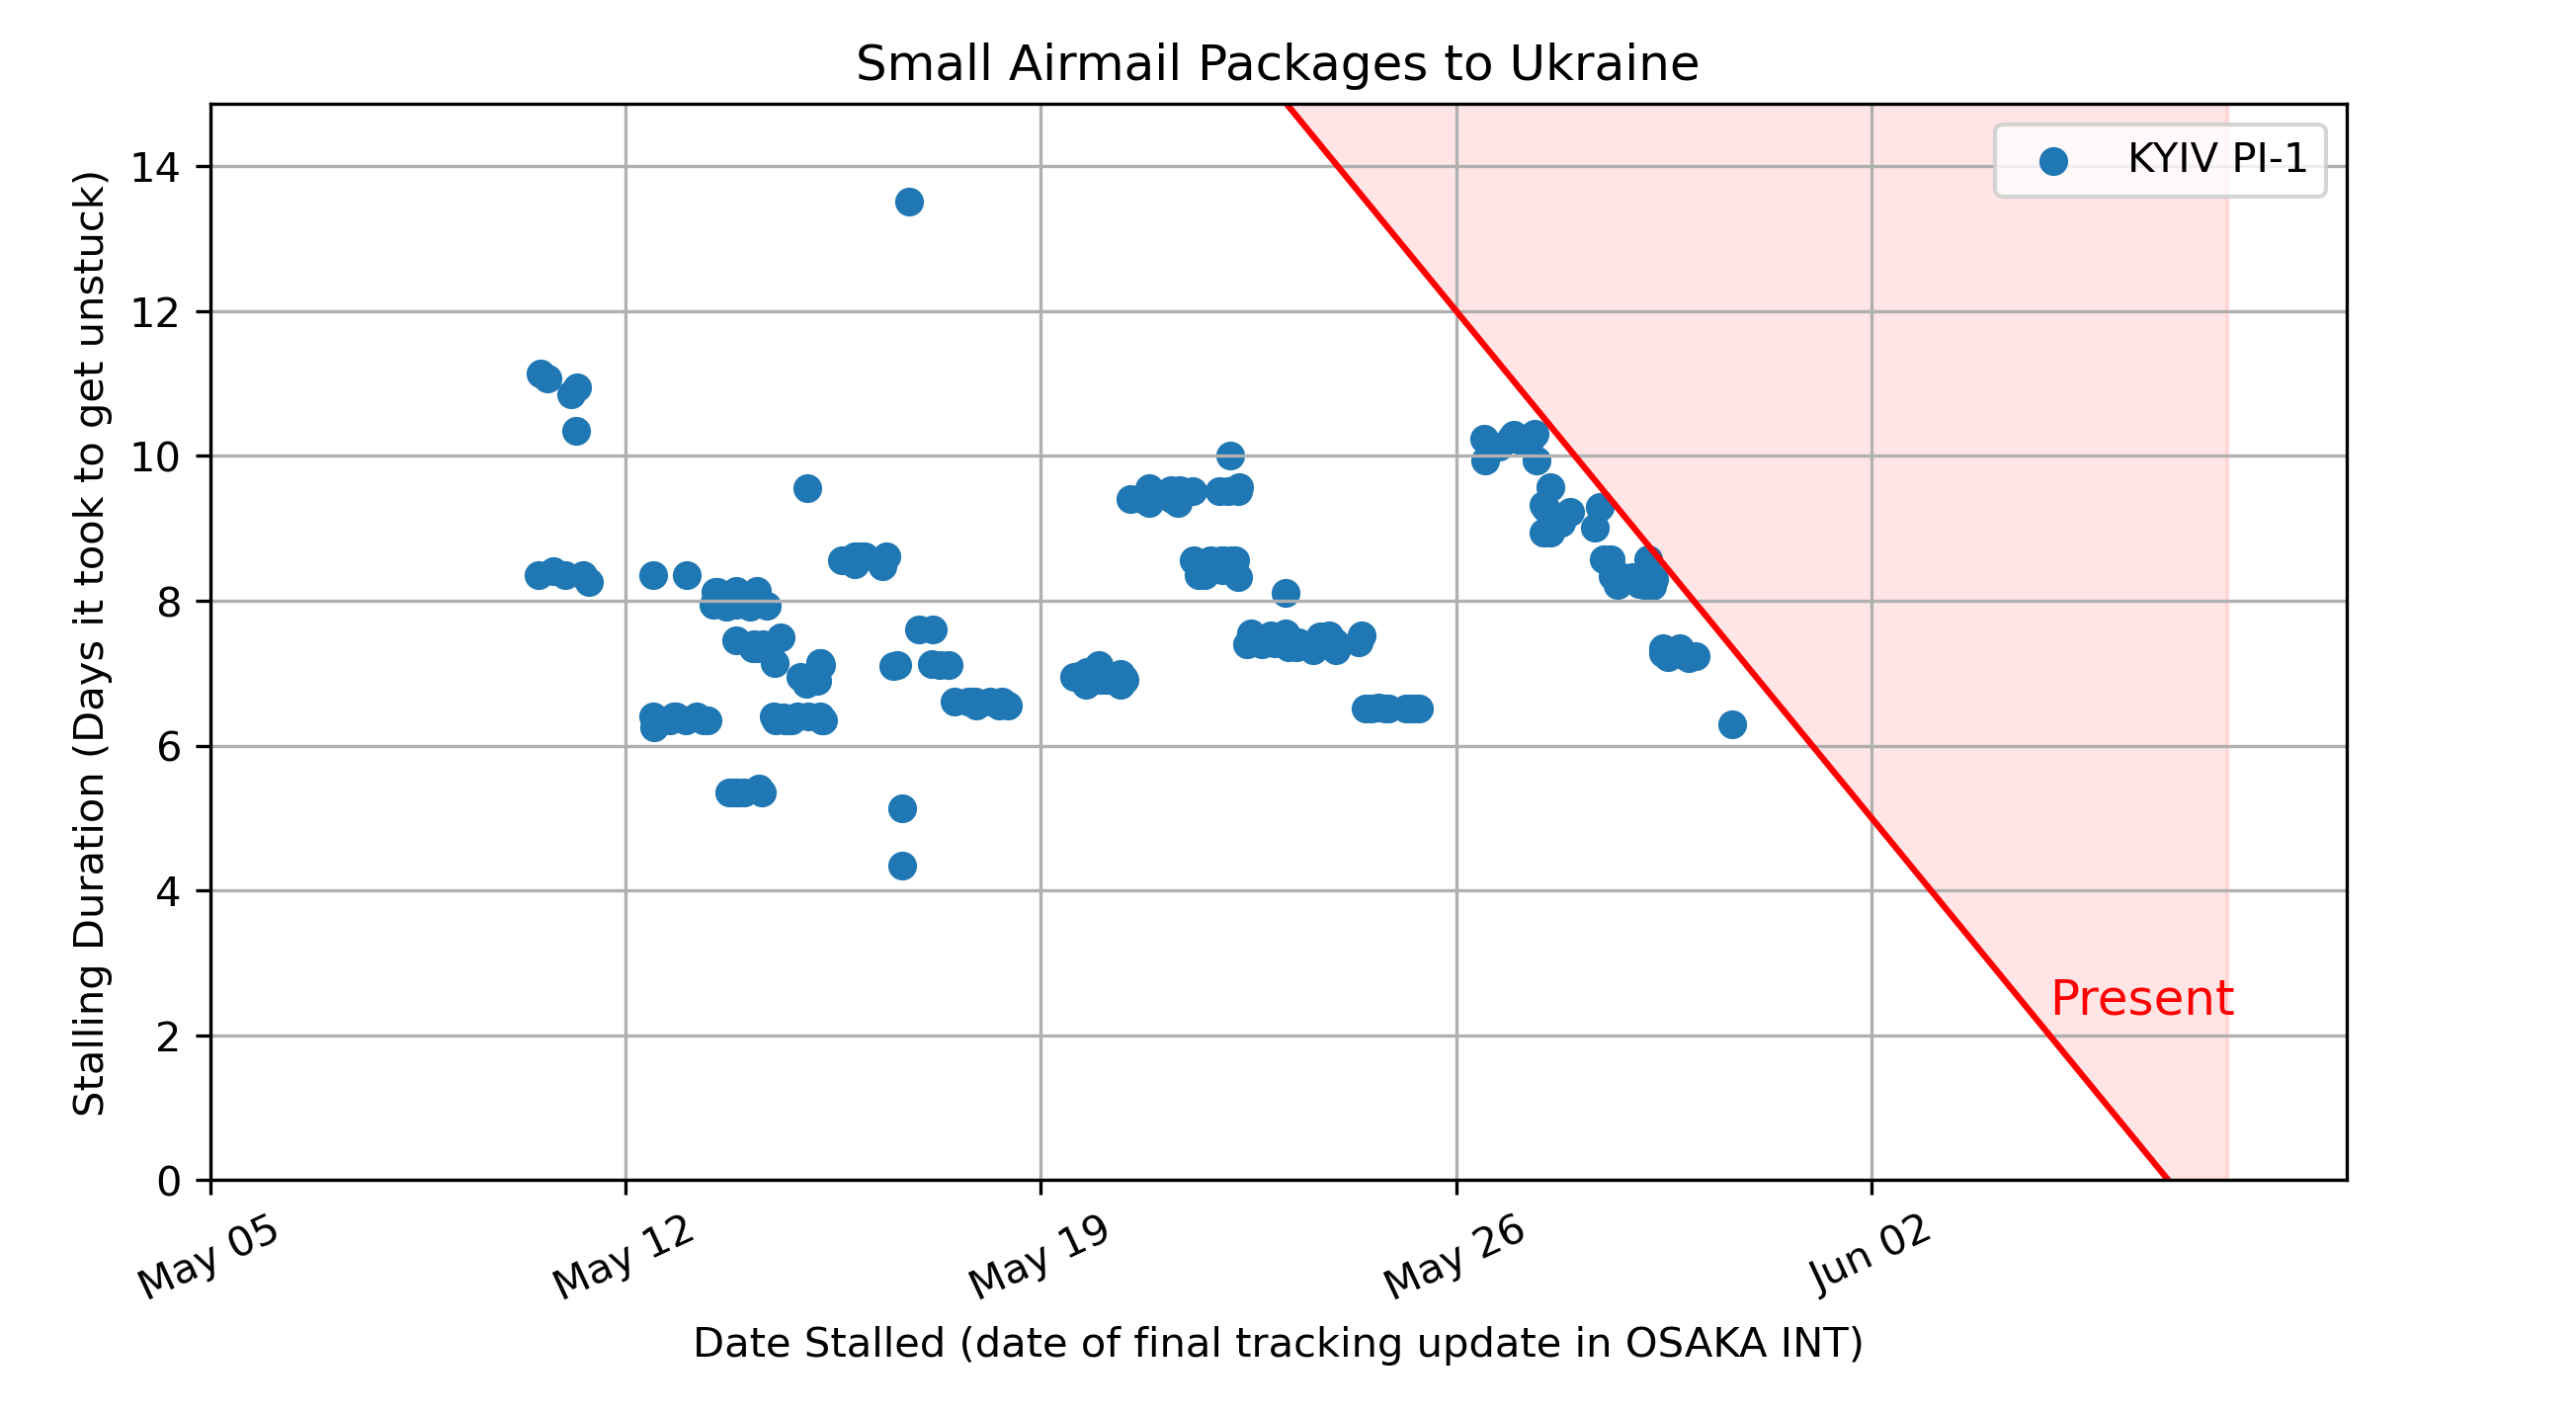 Small Airmail Packages to Ukraine
KYIV PI-1
Present
Stalling Duration (Days it took to get unstuck)
14
12
10
8
6
4
2
0
May 05
May 12
May 19
May 26
Jun 02
Date Stalled (date of final tracking update in OSAKA INT)